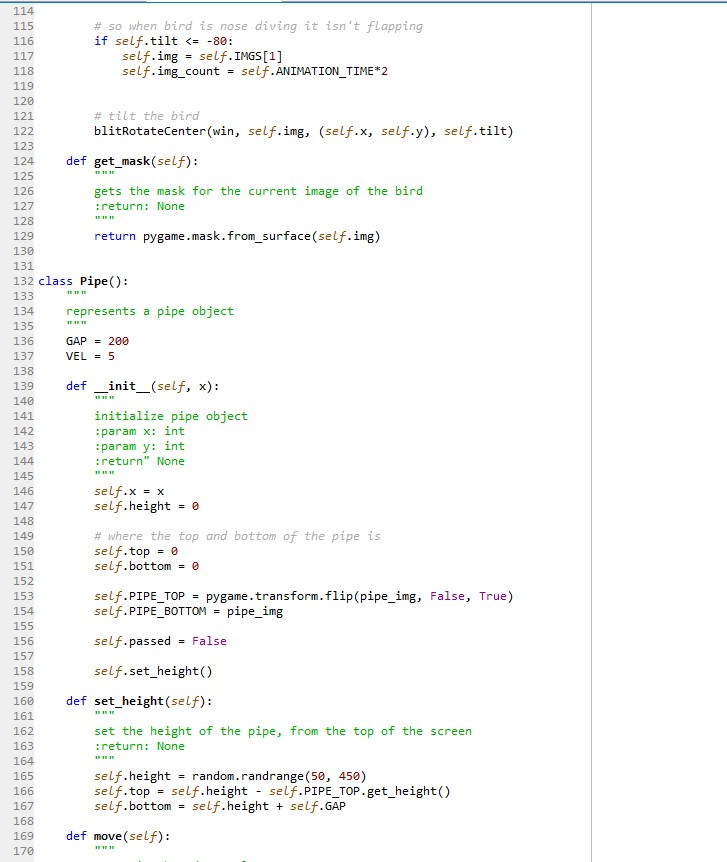 114
115 # so when bird is nose diving it isn't flapping
116 if self.tilt <= -80:
117 self.img = self.IMGS[1]
118 self.img_count = self.ANIMATION_TIME*2
119
120
121 # tilt the bird
122 blitRotateCenter(win, self.img, (self.x, self.y), self.tilt)
123
124 def get_mask(self):
125 """
126 gets the mask for the current image of the bird
127 :return: None
128 """
129 return pygame.mask.from_surface(self.img)
130
131
132 class Pipe():
133 """
134 represents a pipe object
135 """
136 GAP = 200
137 VEL = 5
138
139 def __init__(self, x):
140 """
141 initialize pipe object
142 :param x: int
143 :param y: int
144 :return" None
145 """
146 self.x = x
147 self.height = 0
148
149 # where the top and bottom of the pipe is
150 self.top = 0
151 self.bottom = 0
152
153 self.PIPE_TOP = pygame.transform.flip(pipe_img, False, True)
154 self.PIPE_BOTTOM = pipe_img
155
156 self.passed = False
157
158 self.set_height()
159
160 def set_height(self):
161 """
162 set the height of the pipe, from the top of the screen
163 :return: None
164 """
165 self.height = random.randrange(50, 450)
166 self.top = self.height - self.PIPE_TOP.get_height()
167 self.bottom = self.height + self.GAP
168
169 def move(self):
170 """